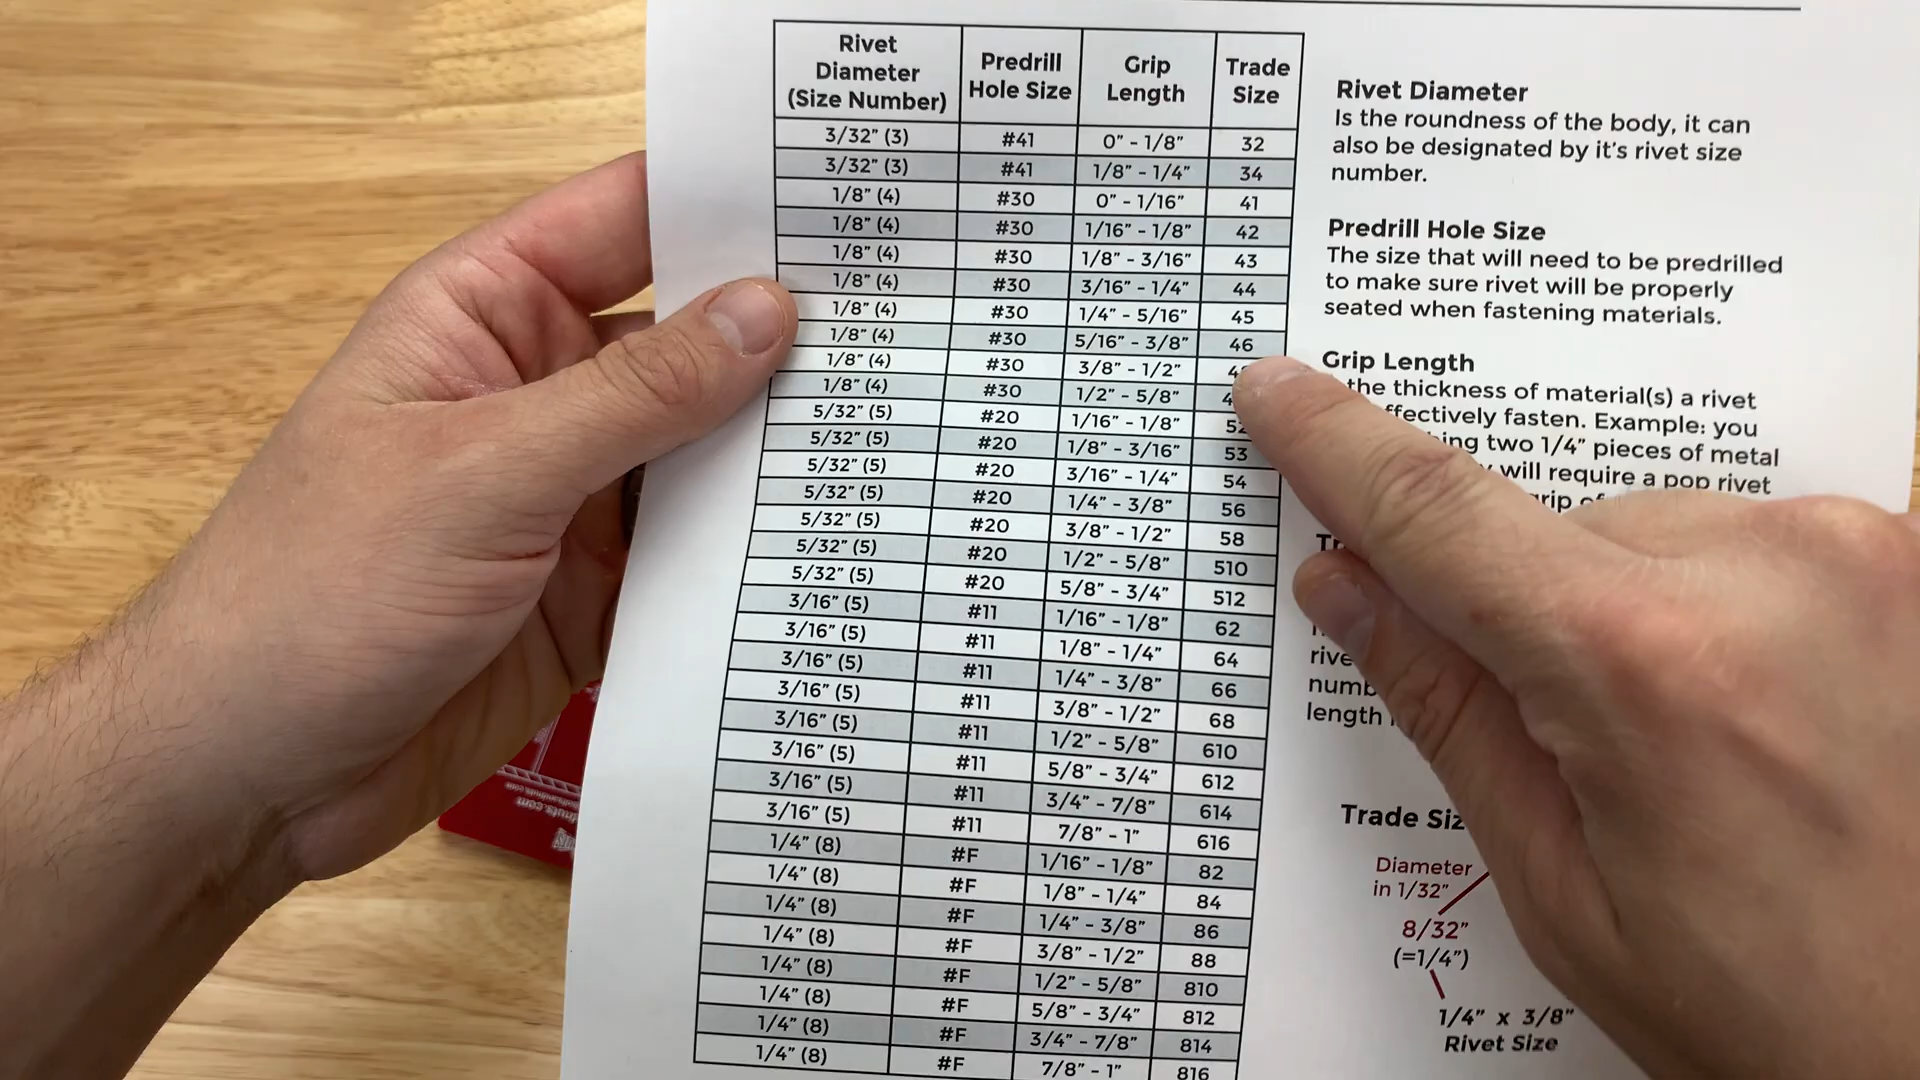 Rivet Diameter (Size Number) Predrill Hole Size Grip Length Trade Size
3/32” (3) #41 0” - 1/8” 32
3/32” (3) #41 1/8” - 1/4” 34
1/8” (4) #30 0” - 1/16” 41
1/8” (4) #30 1/16” - 1/8” 42
1/8” (4) #30 1/8” - 3/16” 43
1/8” (4) #30 3/16” - 1/4” 44
1/8” (4) #30 1/4” - 5/16” 45
1/8” (4) #30 5/16” - 3/8” 46
1/8” (4) #30 3/8” - 1/2”
1/8” (4) #30 1/2” - 5/8”
5/32” (5) #20 1/16” - 1/8” 52
5/32” (5) #20 1/8” - 3/16” 53
5/32” (5) #20 3/16” - 1/4” 54
5/32” (5) #20 1/4” - 3/8” 56
5/32” (5) #20 3/8” - 1/2” 58
5/32” (5) #20 1/2” - 5/8” 510
5/32” (5) #20 5/8” - 3/4” 512
3/16” (5) #11 1/16” - 1/8” 62
3/16” (5) #11 1/8” - 1/4” 64
3/16” (5) #11 1/4” - 3/8” 66
3/16” (5) #11 3/8” - 1/2” 68
3/16” (5) #11 1/2” - 5/8” 610
3/16” (5) #11 5/8” - 3/4” 612
3/16” (5) #11 3/4” - 7/8” 614
3/16” (5) #11 7/8” - 1” 616
1/4” (8) #F 1/16” - 1/8” 82
1/4” (8) #F 1/8” - 1/4” 84
1/4” (8) #F 1/4” - 3/8” 86
1/4” (8) #F 3/8” - 1/2” 88
1/4” (8) #F 1/2” - 5/8” 810
1/4” (8) #F 5/8” - 3/4” 812
1/4” (8) #F 3/4” - 7/8” 814
1/4” (8) #F 7/8” - 1” 816
Rivet Diameter
Is the roundness of the body, it can
also be designated by it’s rivet size
number.
Predrill Hole Size
The size that will need to be predrilled
to make sure rivet will be properly
seated when fastening materials.
Grip Length
the thickness of material(s) a rivet
effectively fasten. Example: you
two 1/4” pieces of metal
will require a pop rivet
length
Trade
Diameter
in 1/32”
8/32”
(=1/4”)
1/4” x 3/8”
Rivet Size